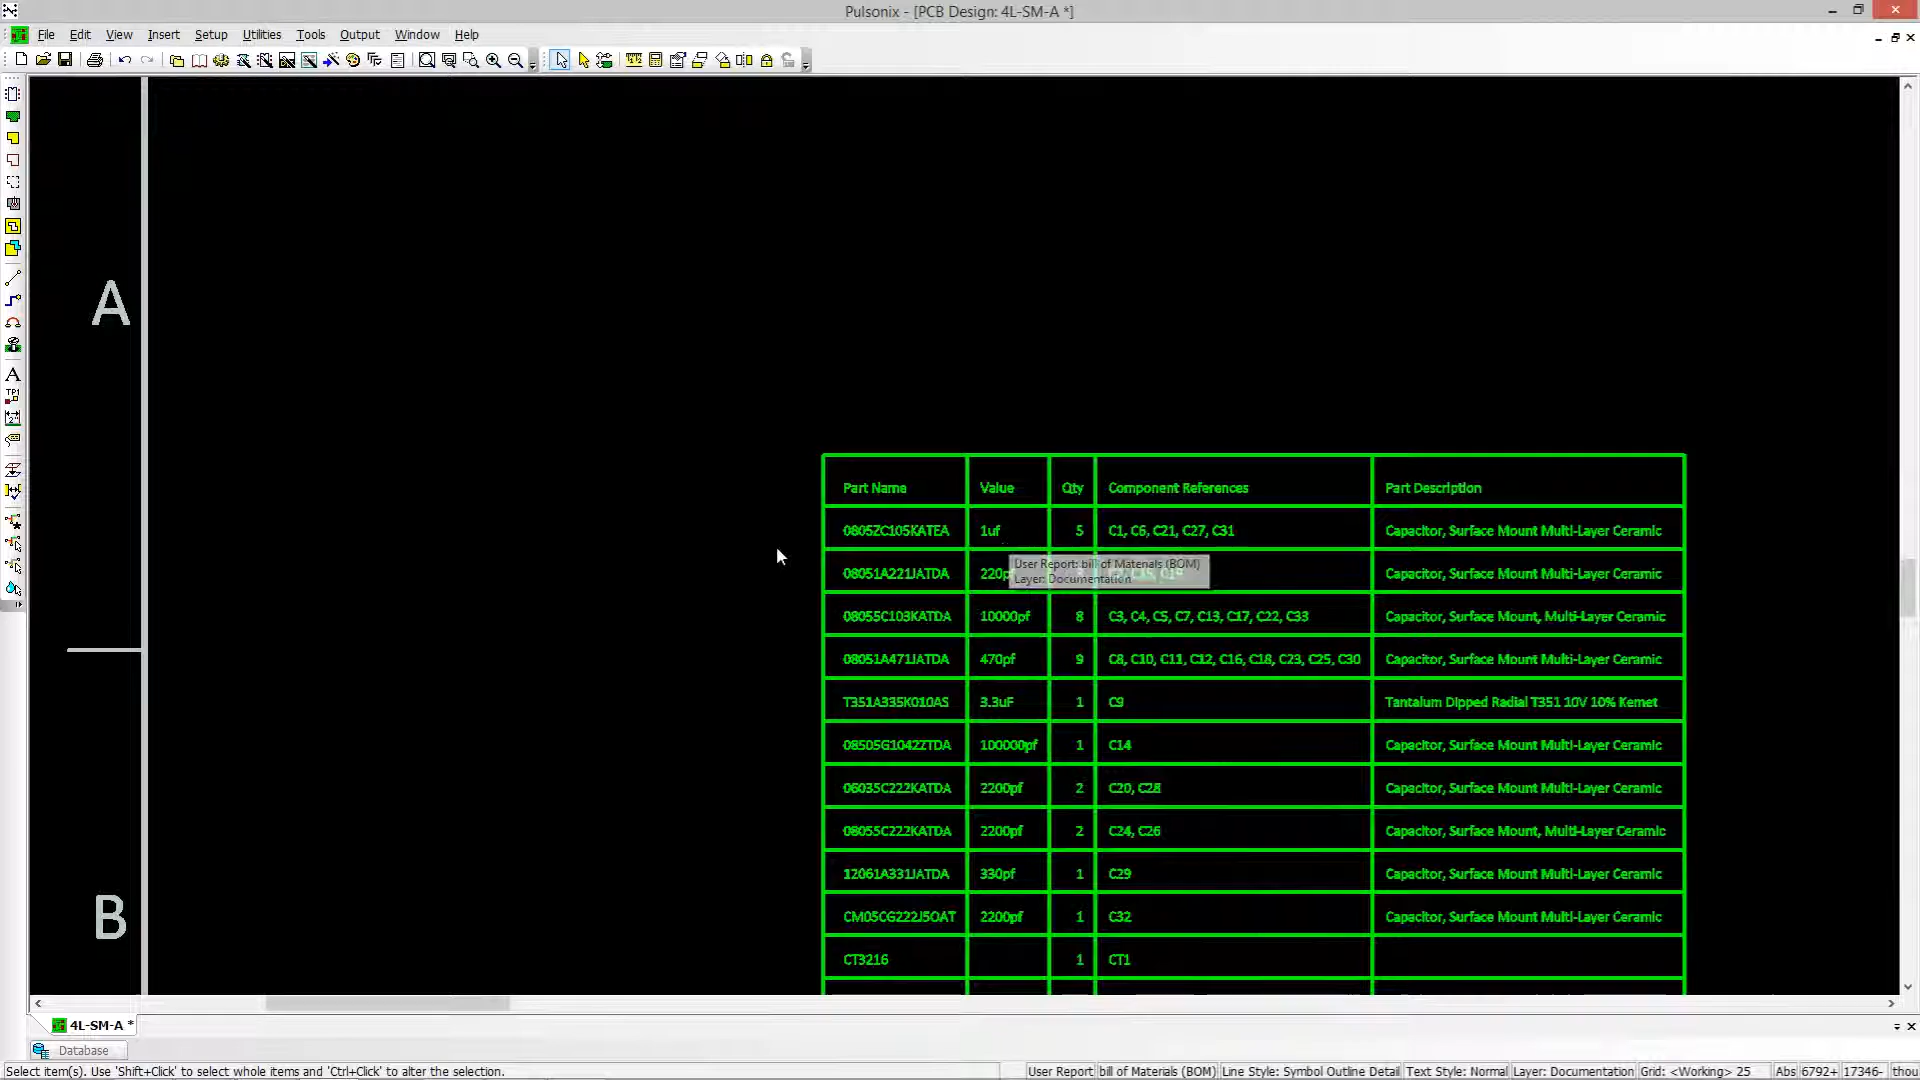 Pulsonix - [PCB Design: 4L-SM-A *]
File Edit View Insert Setup Utilities Tools Output Window Help
A
B
Part Name Value Qty Component References Part Description
0805ZC105KATEA 1uf 5 C1, C6, C21, C27, C31 Capacitor, Surface Mount Multi-Layer Ceramic
User Report: bill of Materials (BOM)
Layer: Documentation
08051A221JATDA 220pf Capacitor, Surface Mount Multi-Layer Ceramic
08055C103KATDA 10000pf 8 C3, C4, C5, C7, C13, C17, C22, C33 Capacitor, Surface Mount, Multi-Layer Ceramic
08051A471JATDA 470pf 9 C8, C10, C11, C12, C16, C18, C23, C25, C30 Capacitor, Surface Mount Multi-Layer Ceramic
T351A335K010AS 3.3uF 1 C9 Tantalum Dipped Radial T351 10V 10% Kemet
08505G1042ZTDA 100000pf 1 C14 Capacitor, Surface Mount Multi-Layer Ceramic
06035C222KATDA 2200pf 2 C20, C28 Capacitor, Surface Mount Multi-Layer Ceramic
08055C222KATDA 2200pf 2 C24, C26 Capacitor, Surface Mount, Multi-Layer Ceramic
12061A331JATDA 330pf 1 C29 Capacitor, Surface Mount Multi-Layer Ceramic
CM05CG222J5OAT 2200pf 1 C32 Capacitor, Surface Mount Multi-Layer Ceramic
CT3216 1 CT1
4L-SM-A *
Database
Select item(s). Use 'Shift+Click' to select whole items and 'Ctrl+Click' to alter the selection. User Report bill of Materials (BOM) Line Style: Symbol Outline Detail Text Style: Normal Layer: Documentation Grid: <Working> 25 Abs 6792+ 17346- thou